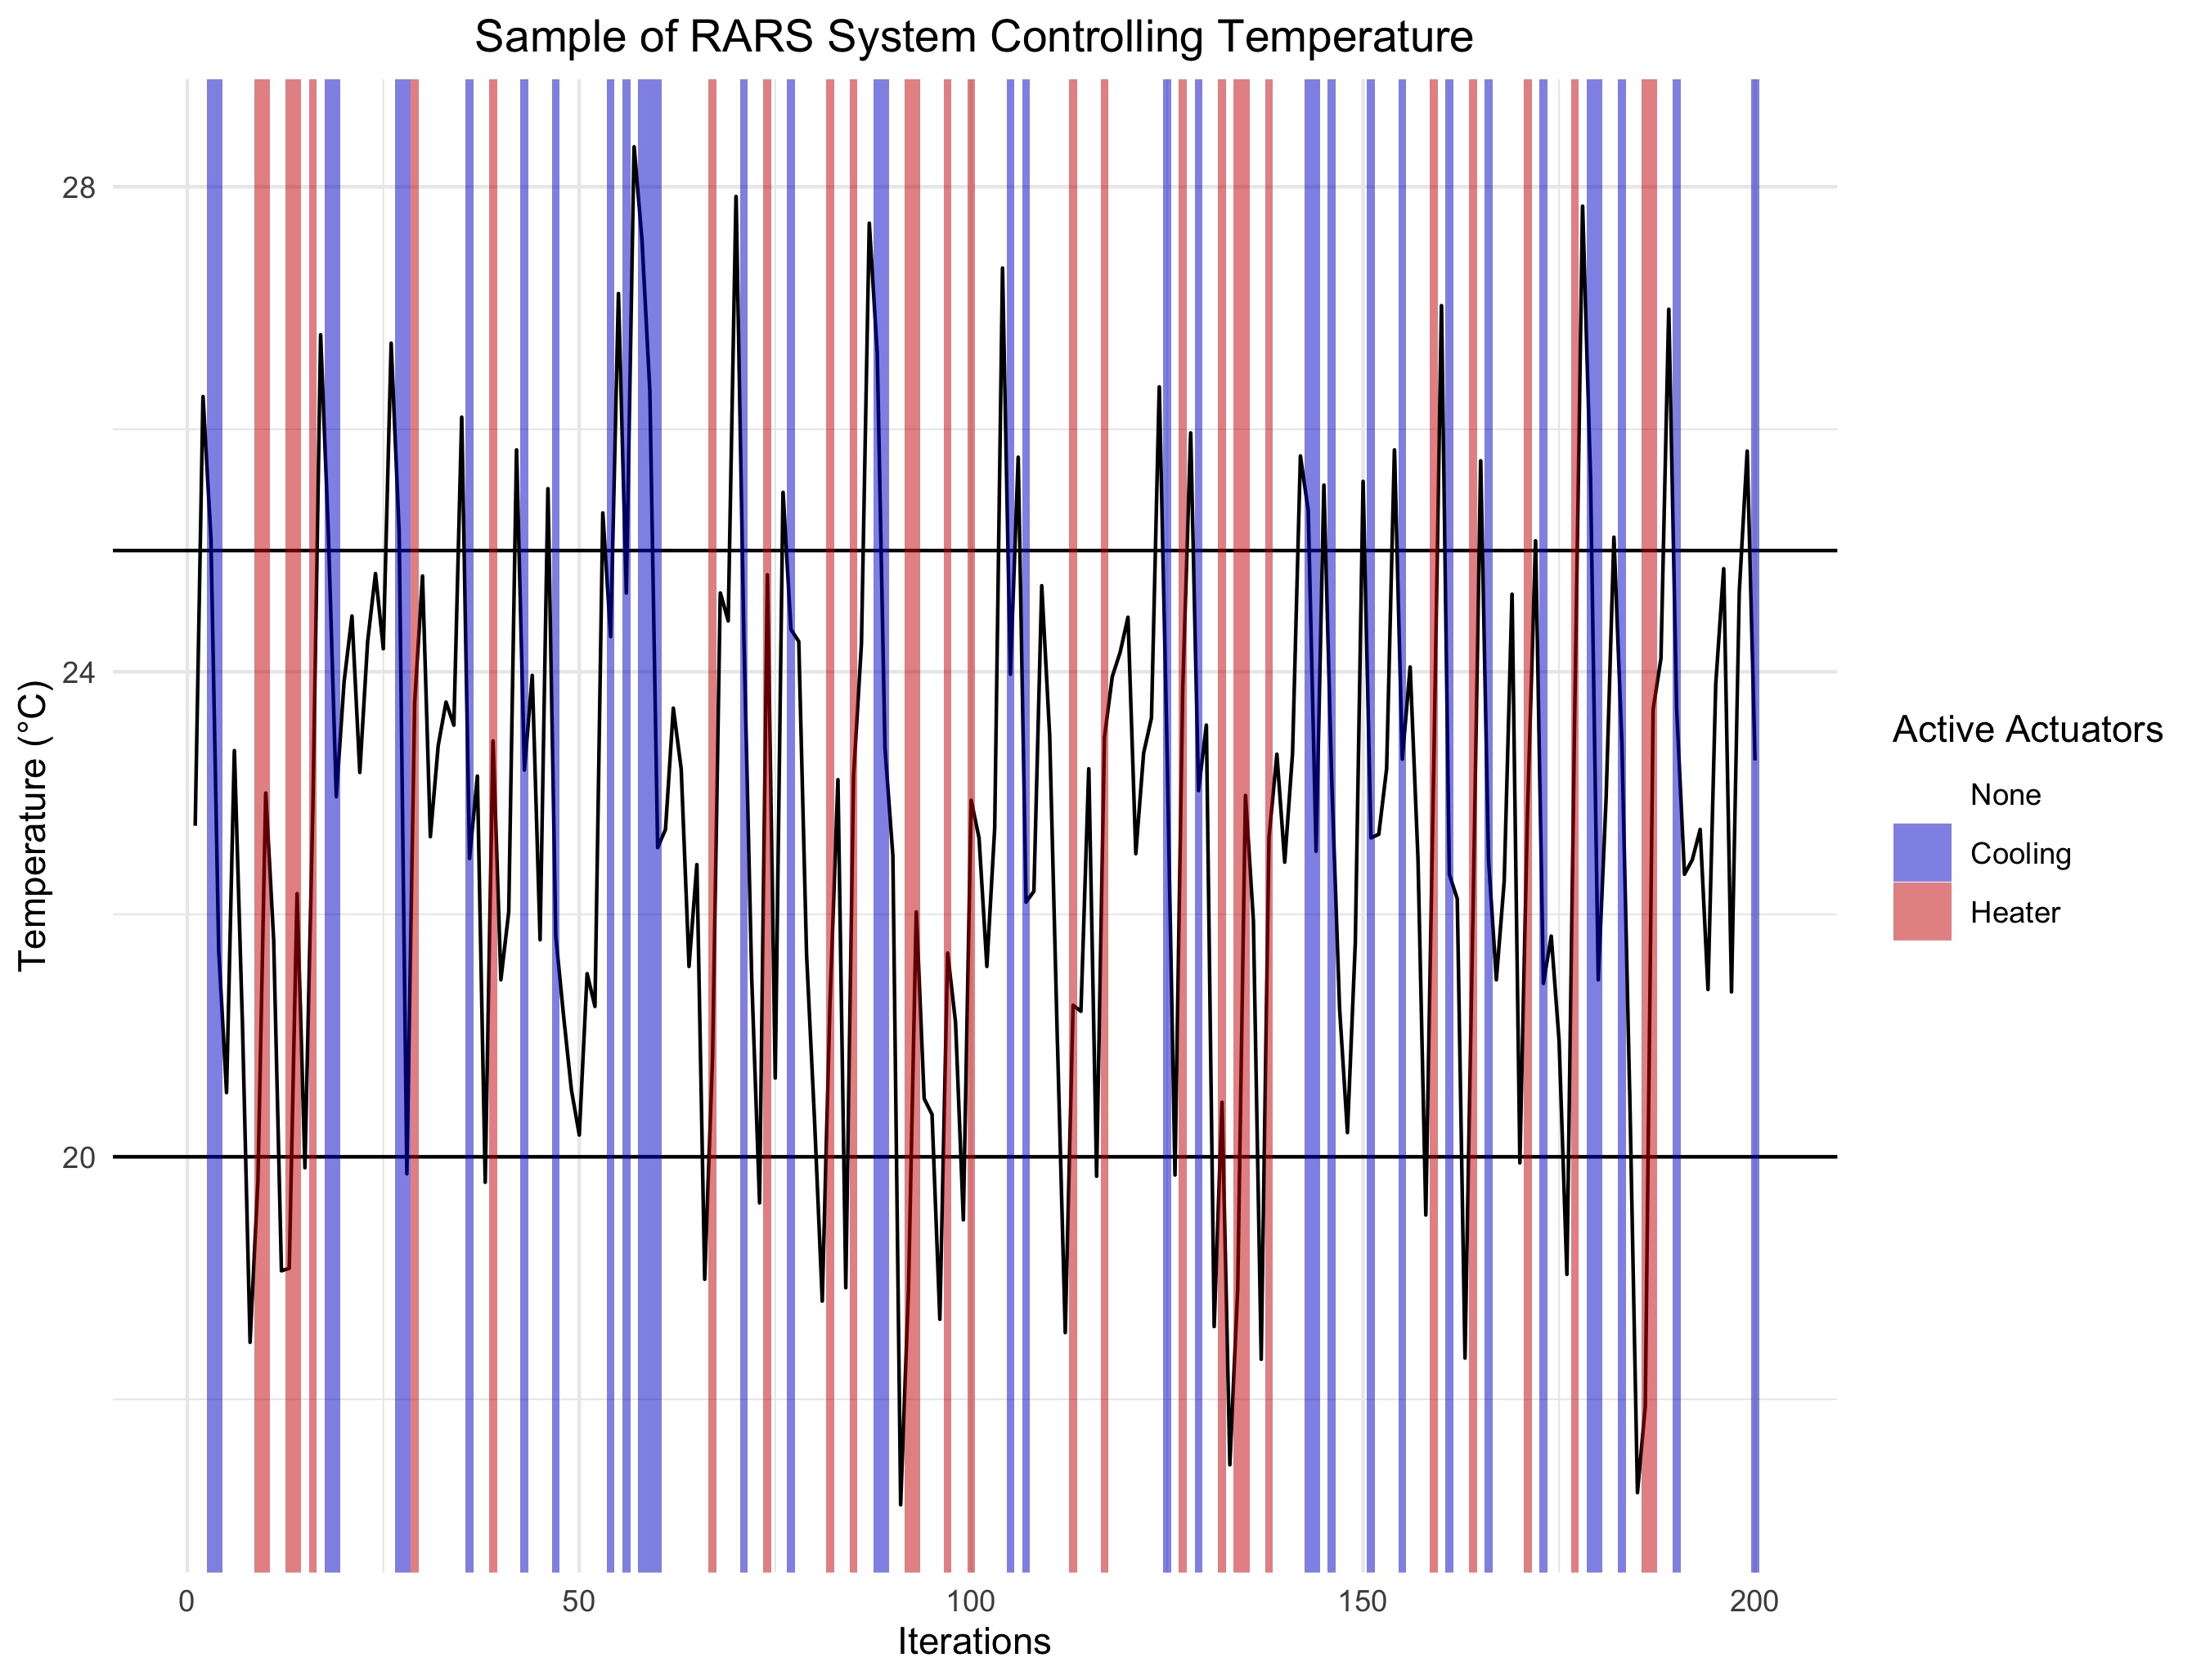 Sample of RARS System Controlling Temperature
28
24
20
Temperature (°C)
0 50 100 150 200
Iterations
Active Actuators
None
Cooling
Heater